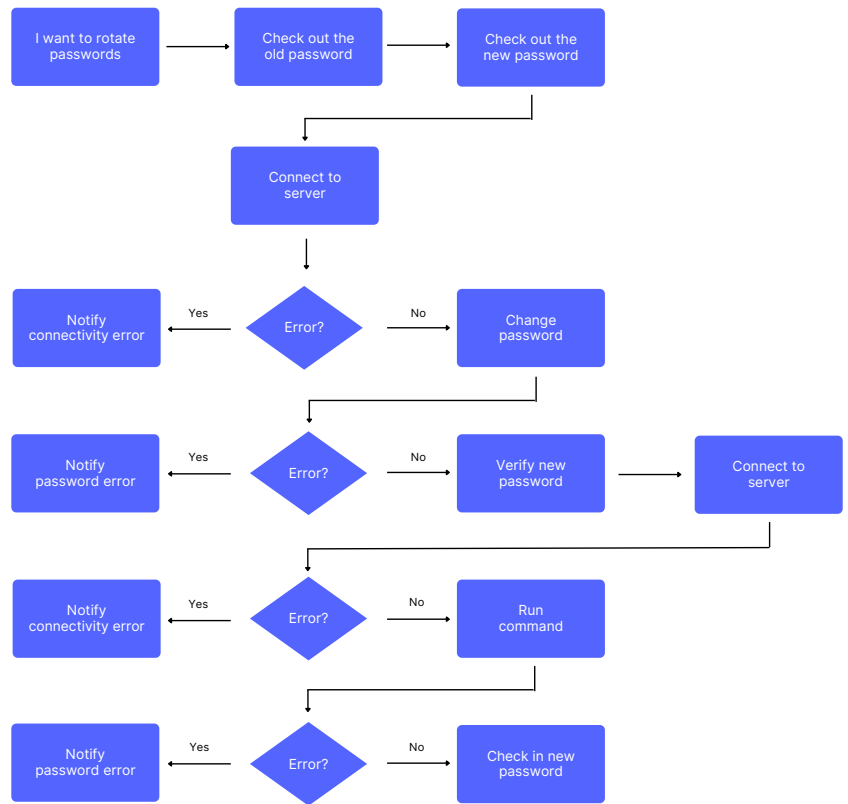 I want to rotate
passwords
Check out the
old password
Check out the
new password
Connect to
server
Notify
connectivity error
Yes
Error?
No
Change
password
Notify
password error
Yes
Error?
No
Verify new
password
Connect to
server
Notify
connectivity error
Yes
Error?
No
Run
command
Notify
password error
Yes
Error?
No
Check in new
password